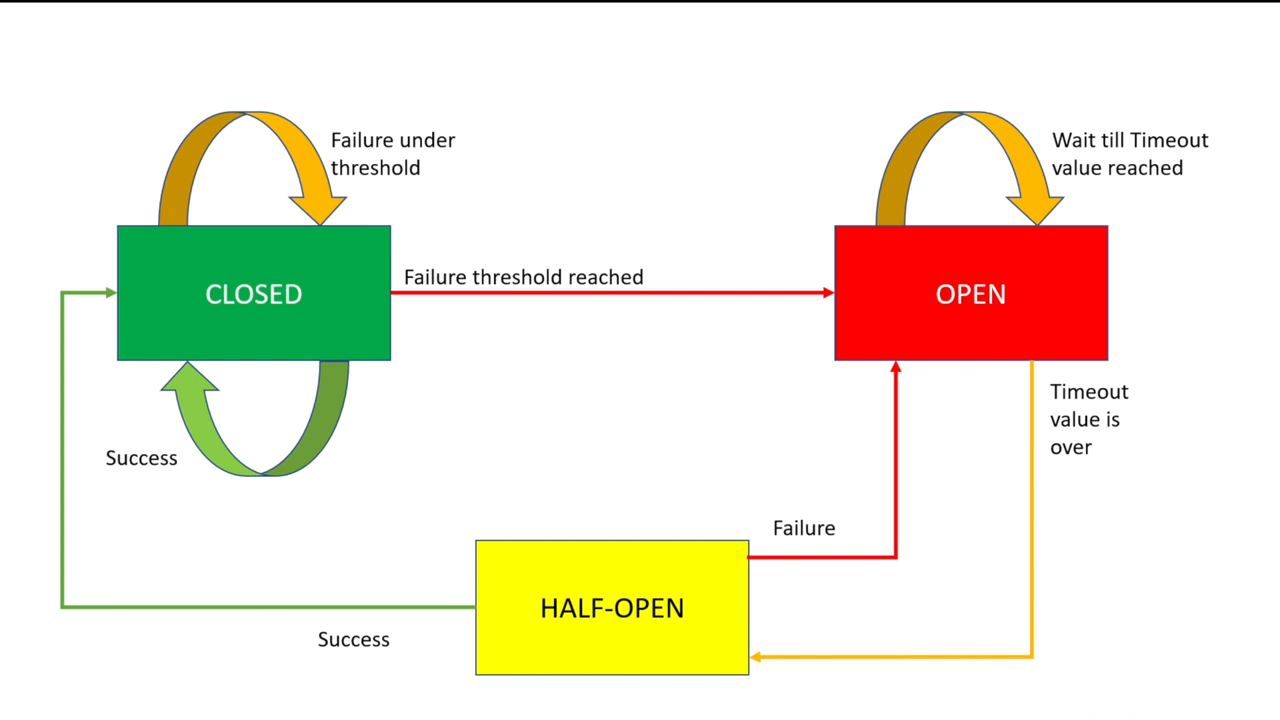 Failure under
threshold
Wait till Timeout
value reached
CLOSED
Failure threshold reached
OPEN
Timeout
value is
over
Success
Failure
HALF-OPEN
Success